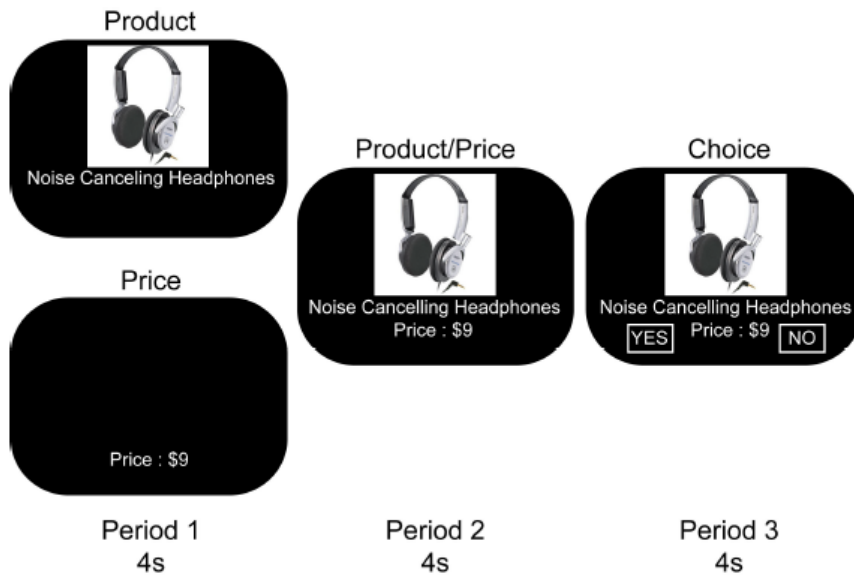 Product
Noise Canceling Headphones
Price
Price : $9
Period 1
4s
Product/Price
Noise Cancelling Headphones
Price : $9
Period 2
4s
Choice
Noise Cancelling Headphones
YES Price : $9 NO
Period 3
4s